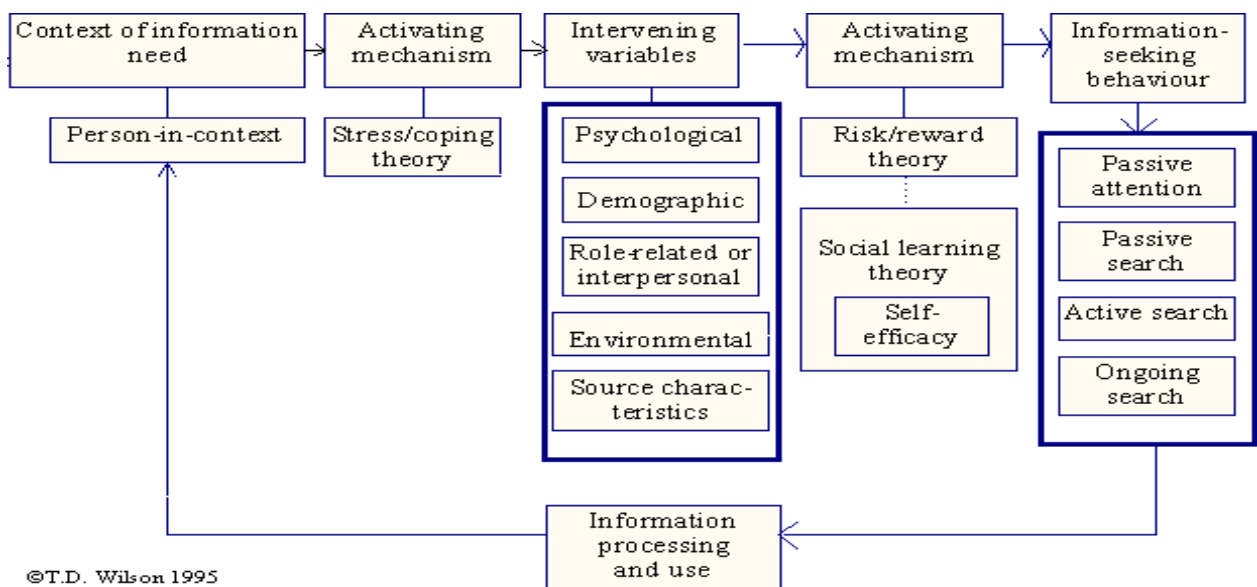 Context of information
need
Activating
mechanism
Intervening
variables
Activating
mechanism
Information-
seeking
behaviour
Person-in-context
Stress/coping
theory
Psychological
Demographic
Role-related or
interpersonal
Environmental
Source charac-
teristics
Risk/reward
theory
Social learning
theory
Self-
efficacy
Passive
attention
Passive
search
Active search
Ongoing
search
Information
processing
and use
©T.D. Wilson 1995